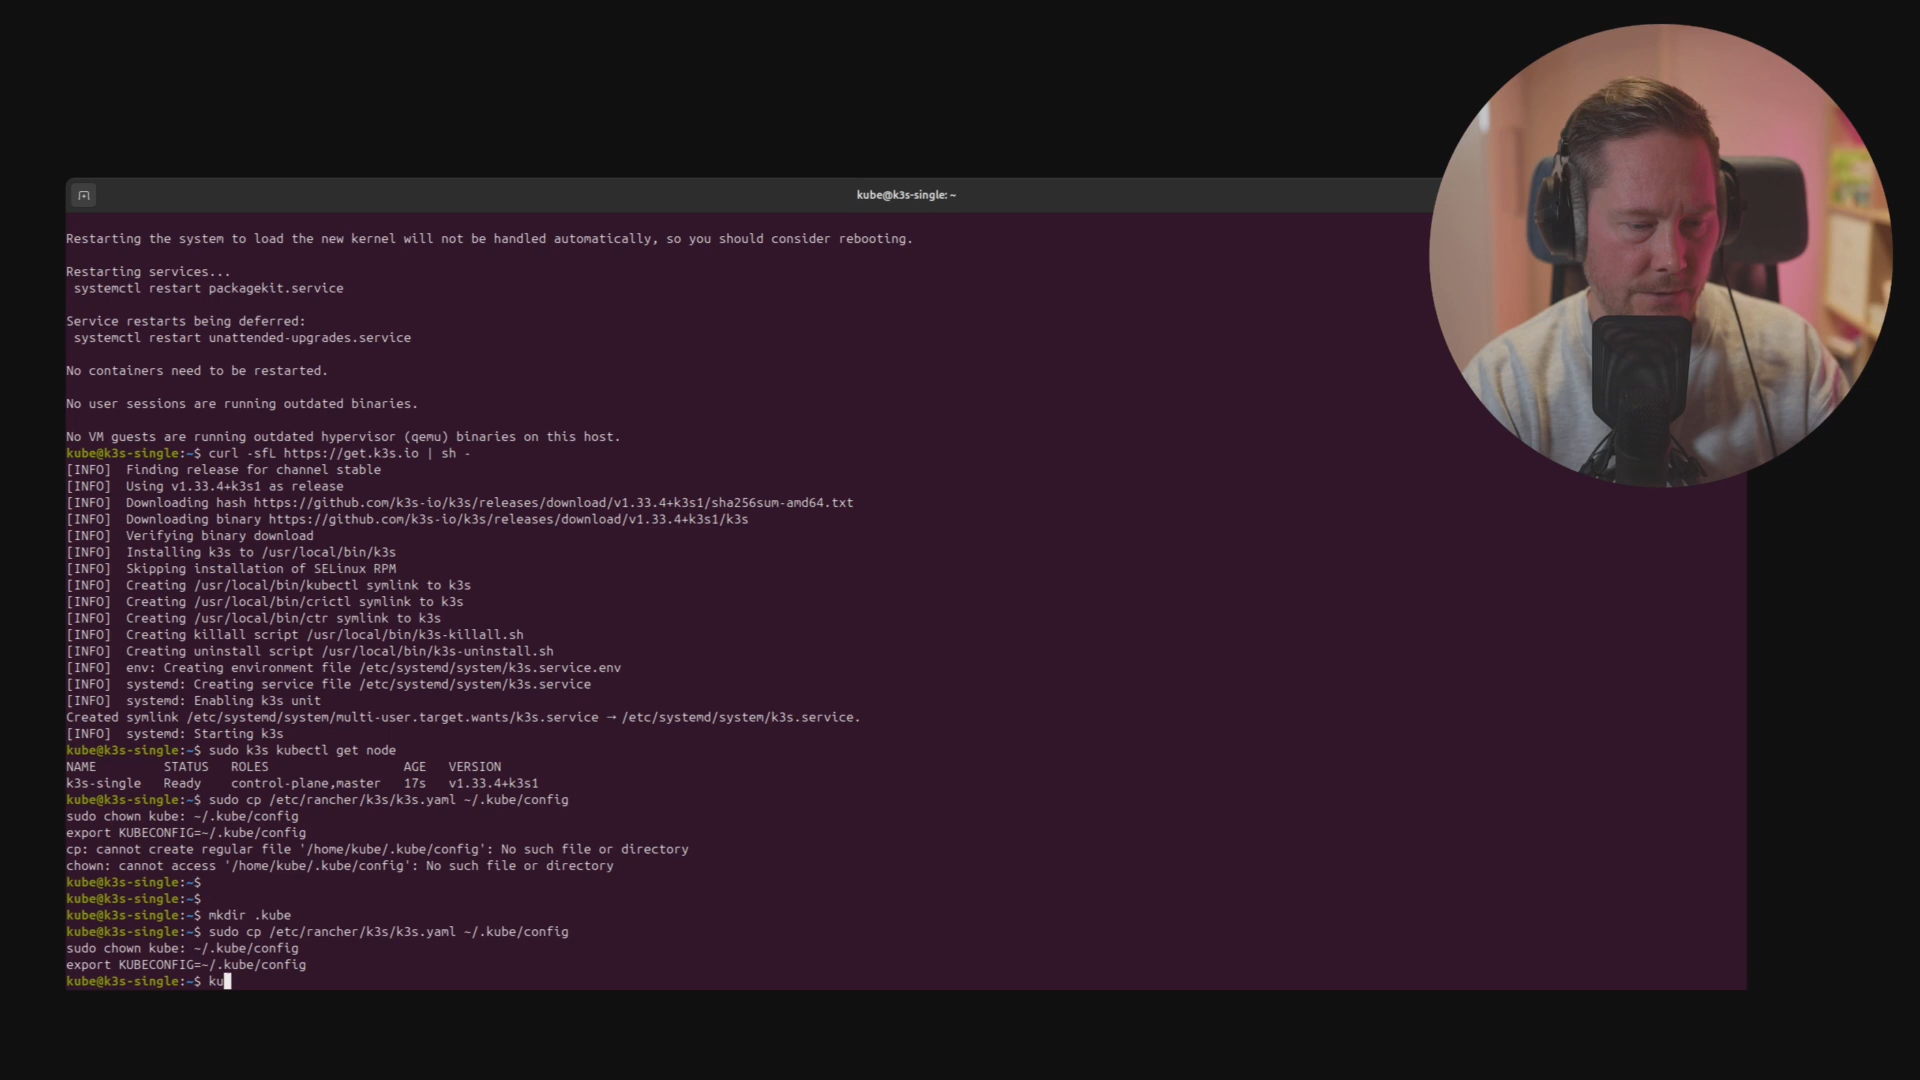 kube@k3s-single: ~
Restarting the system to load the new kernel will not be handled automatically, so you should consider rebooting.
Restarting services...
systemctl restart packagekit.service
Service restarts being deferred:
systemctl restart unattended-upgrades.service
No containers need to be restarted.
No user sessions are running outdated binaries.
No VM guests are running outdated hypervisor (qemu) binaries on this host.
kube@k3s-single:~$ curl -sfL https://get.k3s.io | sh -
[INFO]  Finding release for channel stable
[INFO]  Using v1.33.4+k3s1 as release
[INFO]  Downloading hash https://github.com/k3s-io/k3s/releases/download/v1.33.4+k3s1/sha256sum-amd64.txt
[INFO]  Downloading binary https://github.com/k3s-io/k3s/releases/download/v1.33.4+k3s1/k3s
[INFO]  Verifying binary download
[INFO]  Installing k3s to /usr/local/bin/k3s
[INFO]  Skipping installation of SELinux RPM
[INFO]  Creating /usr/local/bin/kubectl symlink to k3s
[INFO]  Creating /usr/local/bin/crictl symlink to k3s
[INFO]  Creating /usr/local/bin/ctr symlink to k3s
[INFO]  Creating killall script /usr/local/bin/k3s-killall.sh
[INFO]  Creating uninstall script /usr/local/bin/k3s-uninstall.sh
[INFO]  env: Creating environment file /etc/systemd/system/k3s.service.env
[INFO]  systemd: Creating service file /etc/systemd/system/k3s.service
[INFO]  systemd: Enabling k3s unit
Created symlink /etc/systemd/system/multi-user.target.wants/k3s.service → /etc/systemd/system/k3s.service.
[INFO]  systemd: Starting k3s
kube@k3s-single:~$ sudo k3s kubectl get node
NAME         STATUS   ROLES                  AGE   VERSION
k3s-single   Ready    control-plane,master   17s   v1.33.4+k3s1
kube@k3s-single:~$ sudo cp /etc/rancher/k3s/k3s.yaml ~/.kube/config
sudo chown kube: ~/.kube/config
export KUBECONFIG=~/.kube/config
cp: cannot create regular file '/home/kube/.kube/config': No such file or directory
chown: cannot access '/home/kube/.kube/config': No such file or directory
kube@k3s-single:~$
kube@k3s-single:~$
kube@k3s-single:~$ mkdir .kube
kube@k3s-single:~$ sudo cp /etc/rancher/k3s/k3s.yaml ~/.kube/config
sudo chown kube: ~/.kube/config
export KUBECONFIG=~/.kube/config
kube@k3s-single:~$ ku